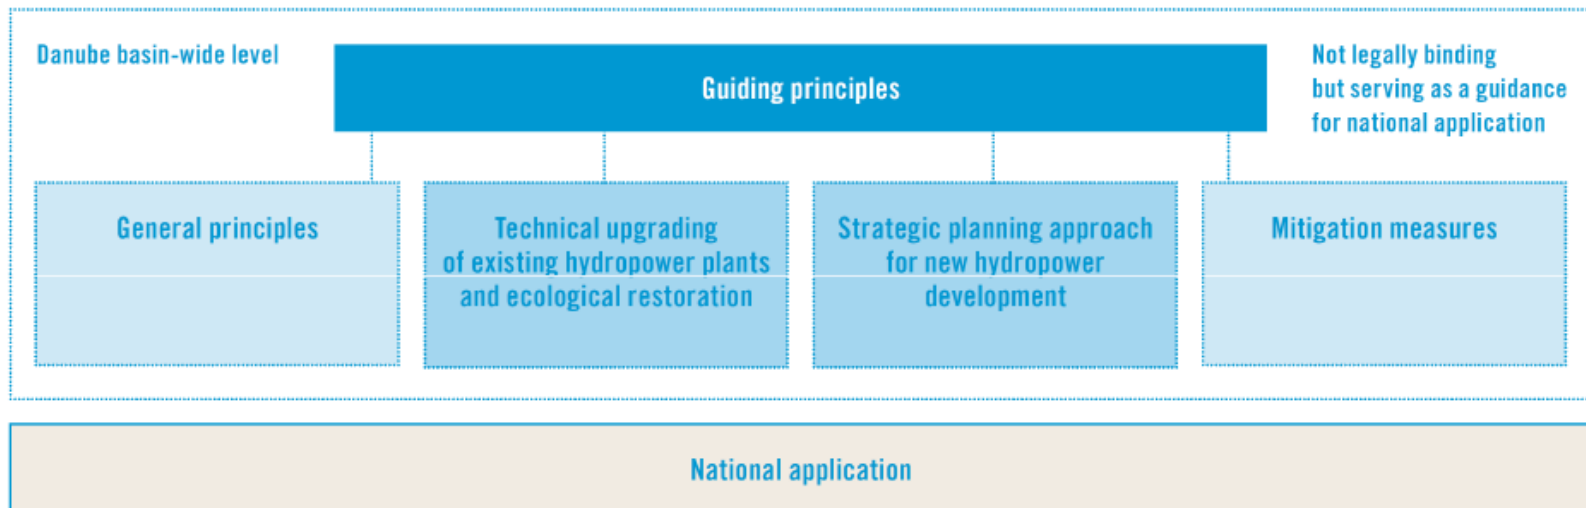 Danube basin-wide level
Guiding principles
Not legally binding
but serving as a guidance
for national application
General principles
Technical upgrading
of existing hydropower plants
and ecological restoration
Strategic planning approach
for new hydropower
development
Mitigation measures
National application